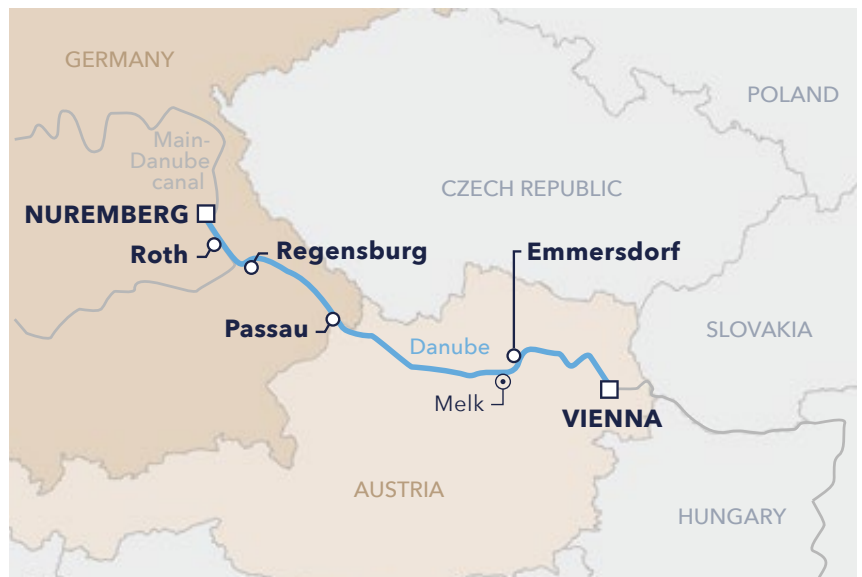 GERMANY
POLAND
Main-
Danube
canal
CZECH REPUBLIC
NUREMBERG
Roth
Regensburg
Emmersdorf
Passau
Danube
SLOVAKIA
Melk
VIENNA
AUSTRIA
HUNGARY